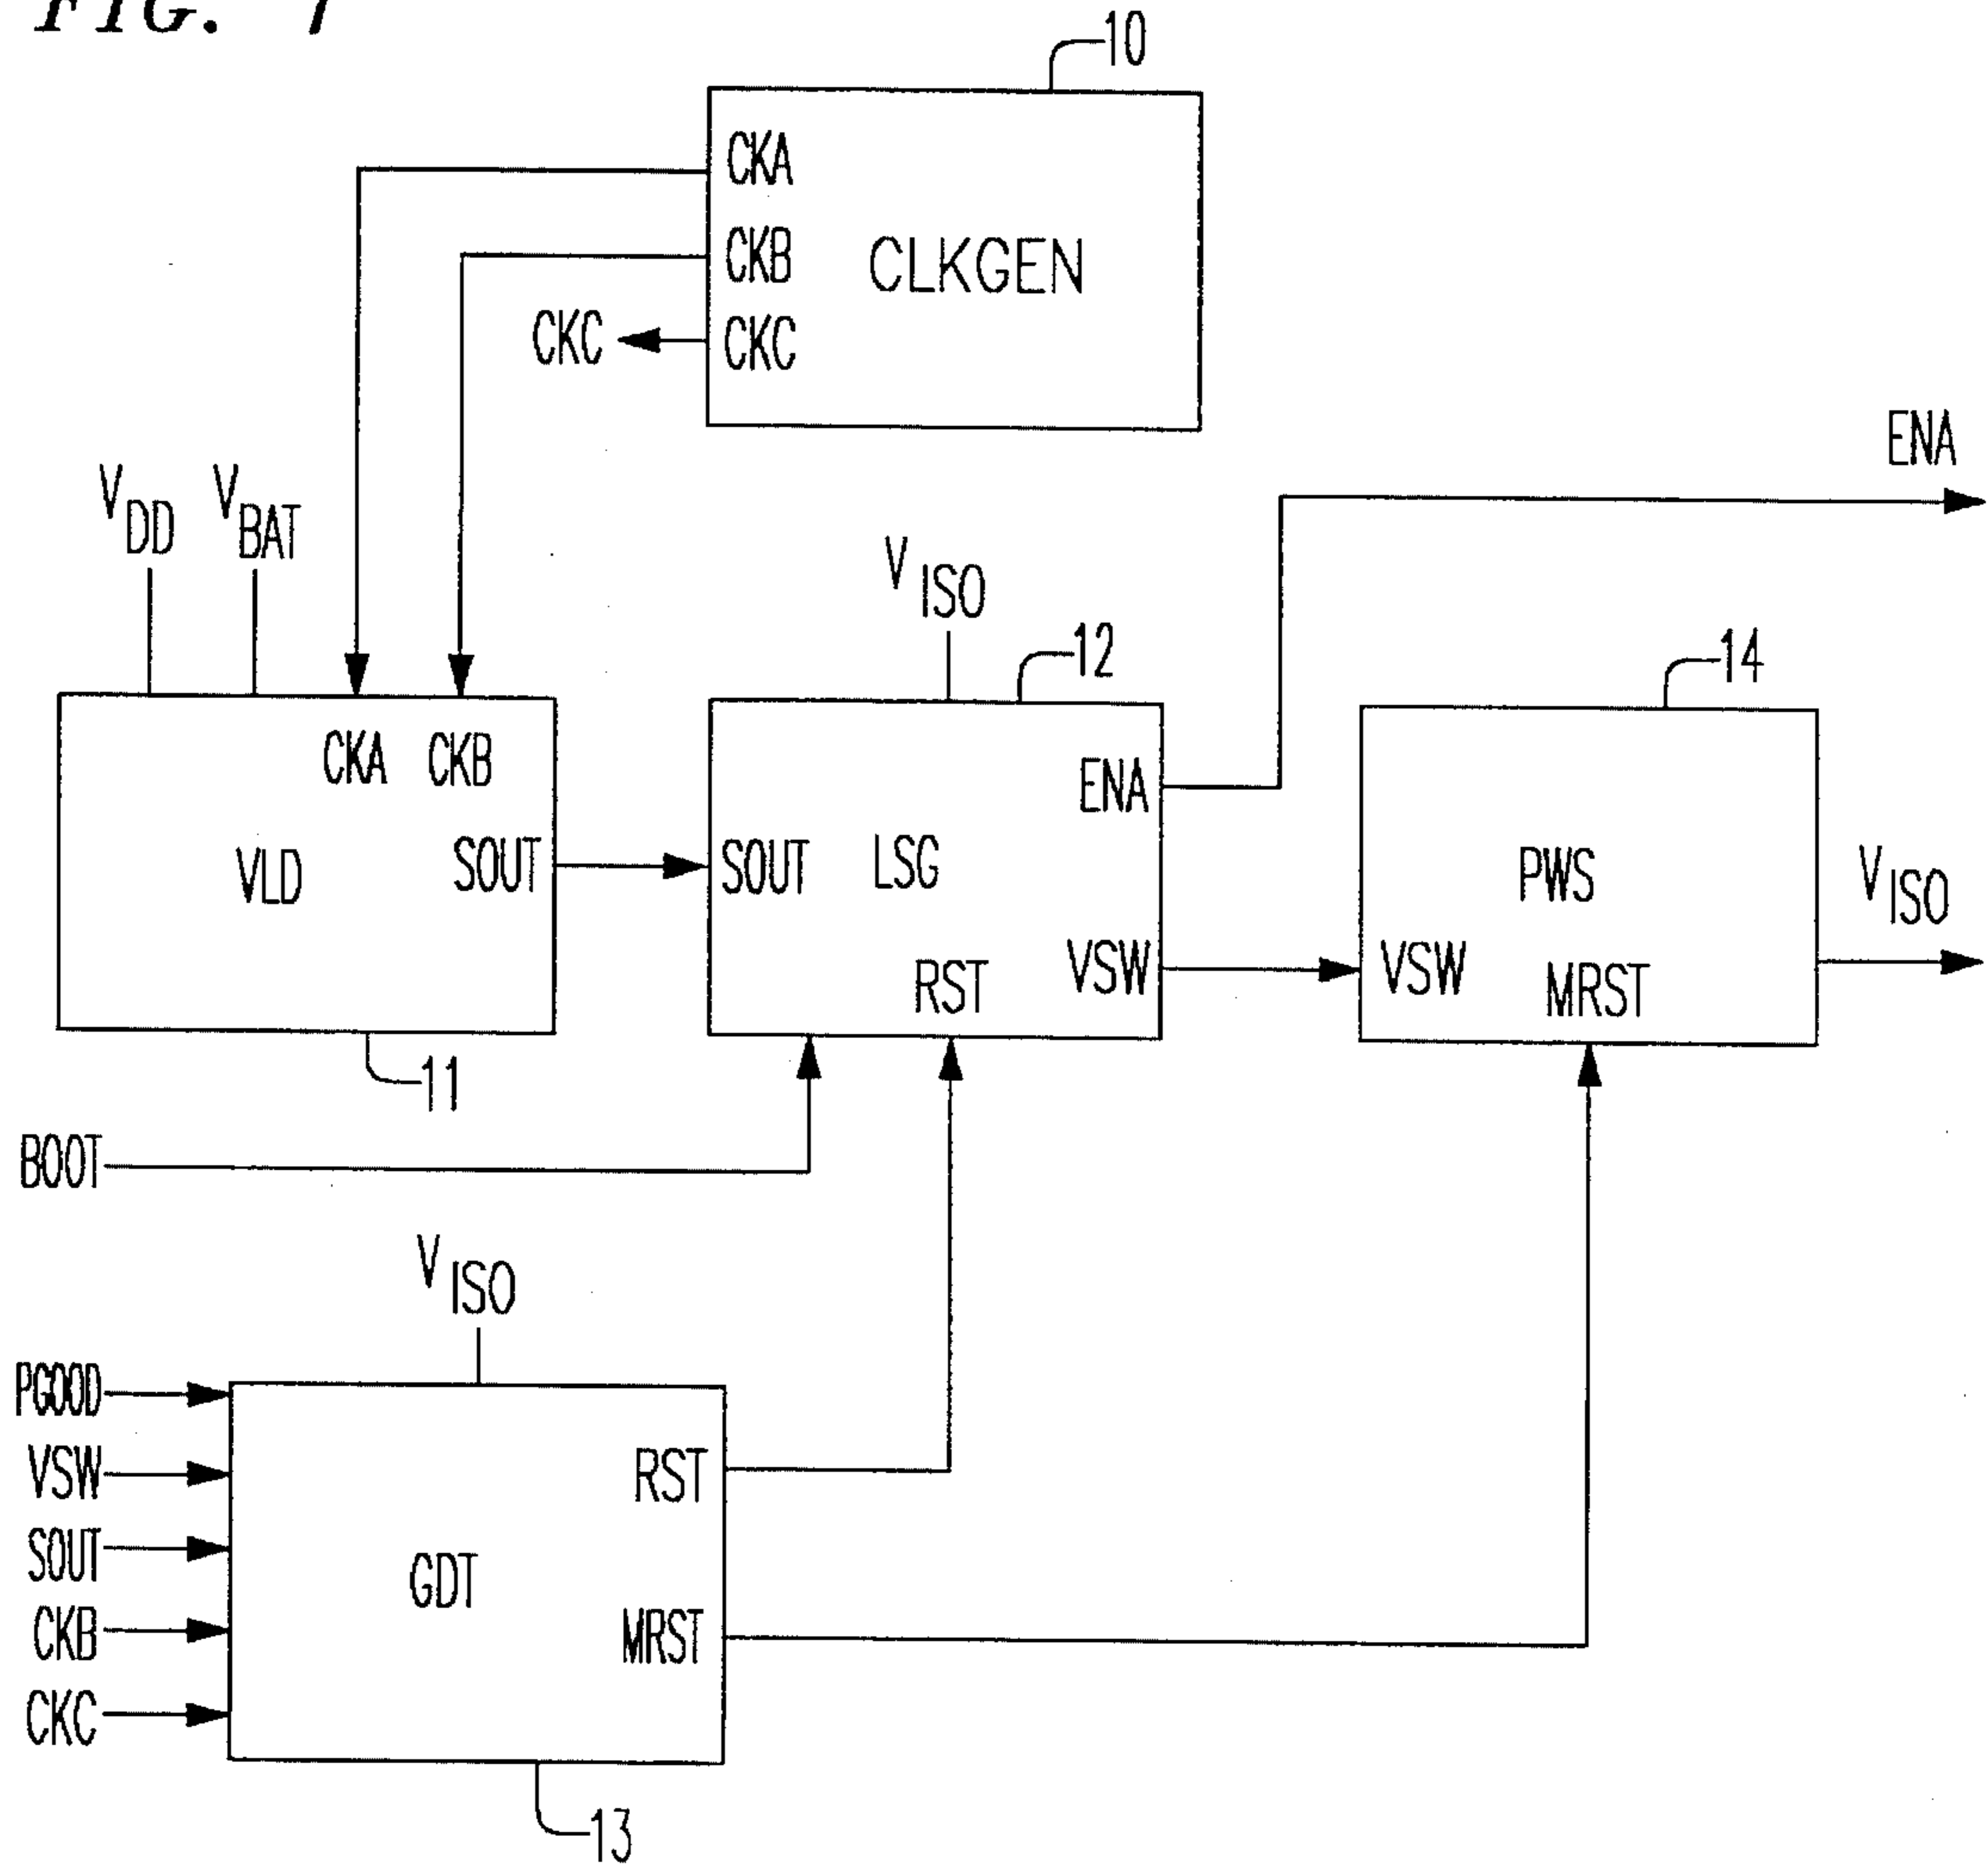 FIG. 1
10
CKA
CKB
CLKGEN
CKC
CKC
ENA
VDD
VBAT
VISO
12
14
CKA
CKB
ENA
SOUT
VLD
SOUT
LSG
PWS
VISO
RST
VSW
VSW
MRST
11
BOOT
VISO
PGOOD
VSW
RST
SOUT
GDT
CKB
MRST
CKC
13